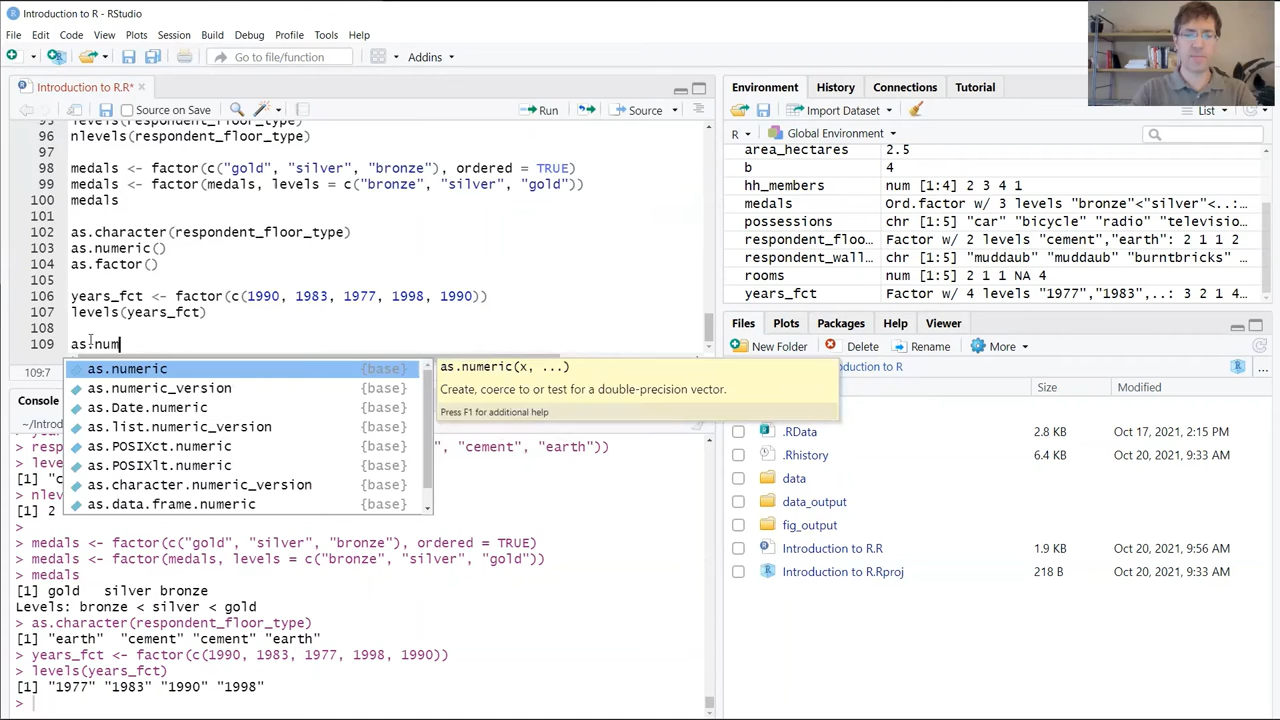 Introduction to R - RStudio
File Edit Code View Plots Session Build Debug Profile Tools Help
Go to file/function Addins
Introduction to R.R*
Source on Save Run Source
levels(respondent_floor_type)
96 nlevels(respondent_floor_type)
97
98 medals <- factor(c("gold", "silver", "bronze"), ordered = TRUE)
99 medals <- factor(medals, levels = c("bronze", "silver", "gold"))
100 medals
101
102 as.character(respondent_floor_type)
103 as.numeric()
104 as.factor()
105
106 years_fct <- factor(c(1990, 1983, 1977, 1998, 1990))
107 levels(years_fct)
108
109 as.num
109:7
as.numeric {base}
as.numeric_version {base}
as.Date.numeric {base}
as.list.numeric_version {base}
as.POSIXct.numeric {base}
as.POSIXlt.numeric {base}
as.character.numeric_version {base}
as.data.frame.numeric {base}
as.numeric(x, ...)
Create, coerce to or test for a double-precision vector.
Press F1 for additional help
Console
~/Introd
", "cement", "earth"))
> leve
[1] "c
> nlev
[1] 2
>
> medals <- factor(c("gold", "silver", "bronze"), ordered = TRUE)
> medals <- factor(medals, levels = c("bronze", "silver", "gold"))
> medals
[1] gold silver bronze
Levels: bronze < silver < gold
> as.character(respondent_floor_type)
[1] "earth" "cement" "cement" "earth"
> years_fct <- factor(c(1990, 1983, 1977, 1998, 1990))
> levels(years_fct)
[1] "1977" "1983" "1990" "1998"
>
Environment History Connections Tutorial
Import Dataset List
R Global Environment
area_hectares 2.5
b 4
hh_members num [1:4] 2 3 4 1
medals Ord.factor w/ 3 levels "bronze"<"silver"<..:
possessions chr [1:5] "car" "bicycle" "radio" "televisio…
respondent_floo… Factor w/ 2 levels "cement","earth": 2 1 1 2
respondent_wall… chr [1:5] "muddaub" "muddaub" "burntbricks" …
rooms num [1:5] 2 1 1 NA 4
years_fct Factor w/ 4 levels "1977","1983",..: 3 2 1 4…
Files Plots Packages Help Viewer
New Folder Delete Rename More
oduction to R
Size Modified
.RData 2.8 KB Oct 17, 2021, 2:15 PM
.Rhistory 6.4 KB Oct 20, 2021, 9:33 AM
data
data_output
fig_output
Introduction to R.R 1.9 KB Oct 20, 2021, 9:56 AM
Introduction to R.Rproj 218 B Oct 20, 2021, 9:33 AM